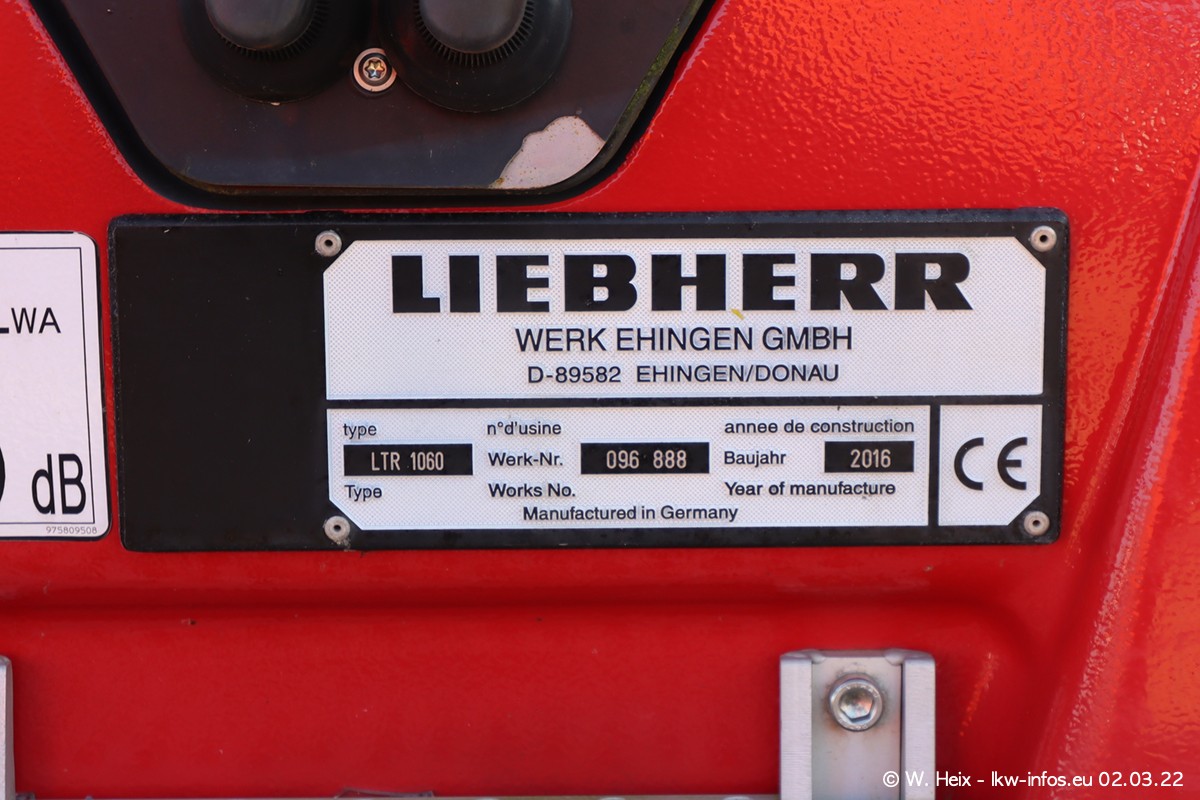 LIEBHERR
WERK EHINGEN GMBH
D-89582 EHINGEN/DONAU
type n°d'usine annee de construction
LTR 1060 Werk-Nr. 096 888 Baujahr 2016
Type Works No. Year of manufacture
Manufactured in Germany
CE
LWA
dB
975809508
© W. Heix - lkw-infos.eu 02.03.22